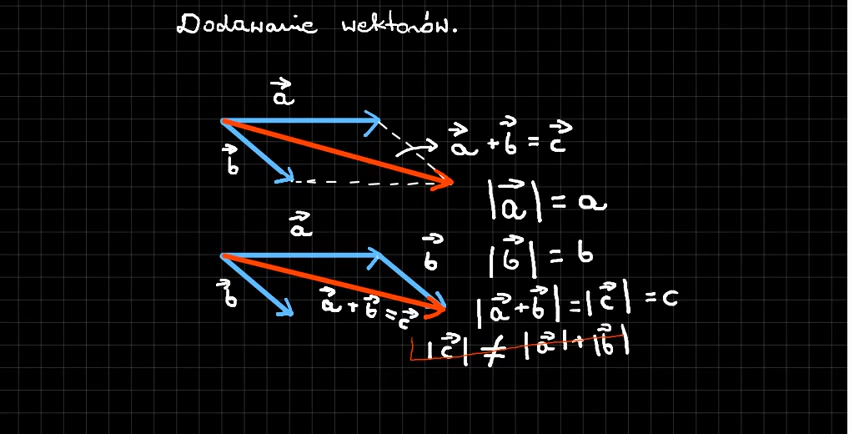 Dodawanie wektorów.
a⃗
b⃗
a⃗ + b⃗ = c⃗
|a⃗| = a
a⃗
b⃗
|b⃗| = b
b⃗
a⃗ + b⃗ = c⃗
|a⃗ + b⃗| = |c⃗| = c
|c⃗| ≠ |a⃗| + |b⃗|